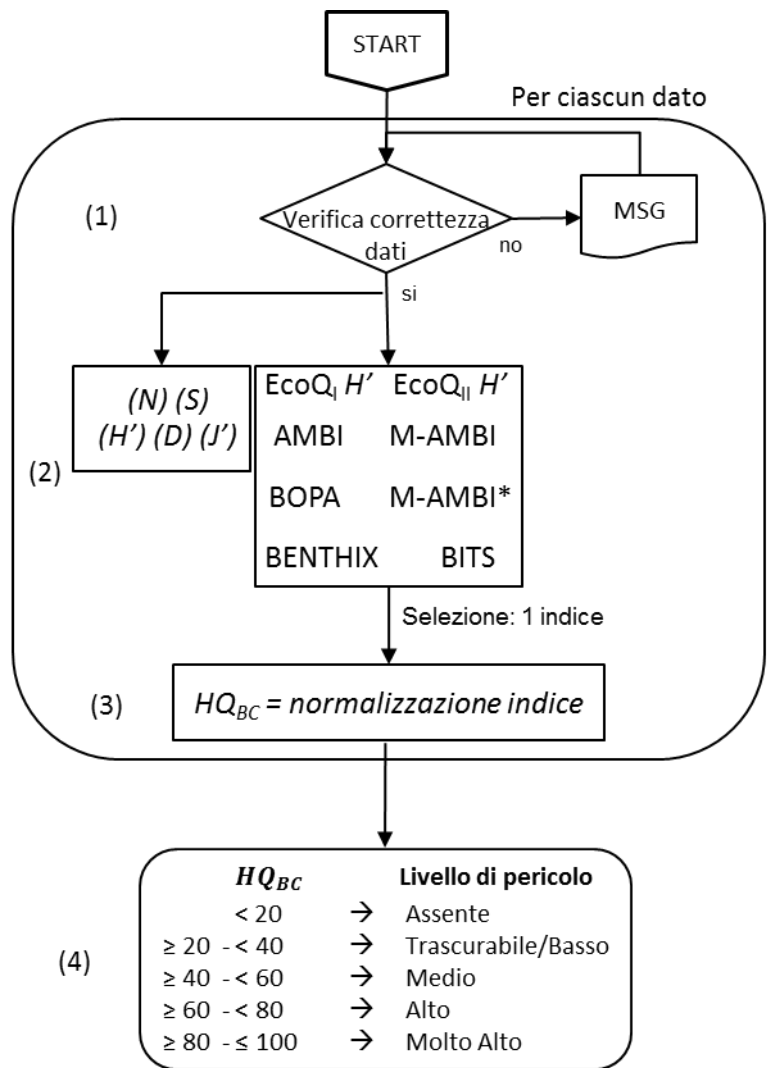 START
Per ciascun dato
(1)
Verifica correttezza
dati
no
MSG
si
(N) (S)
(H’) (D) (J’)
(2)
EcoQI H’ EcoQII H’
AMBI M-AMBI
BOPA M-AMBI*
BENTHIX BITS
Selezione: 1 indice
(3)
HQBC = normalizzazione indice
(4)
HQBC Livello di pericolo
< 20 → Assente
≥ 20 - < 40 → Trascurabile/Basso
≥ 40 - < 60 → Medio
≥ 60 - < 80 → Alto
≥ 80 - ≤ 100 → Molto Alto